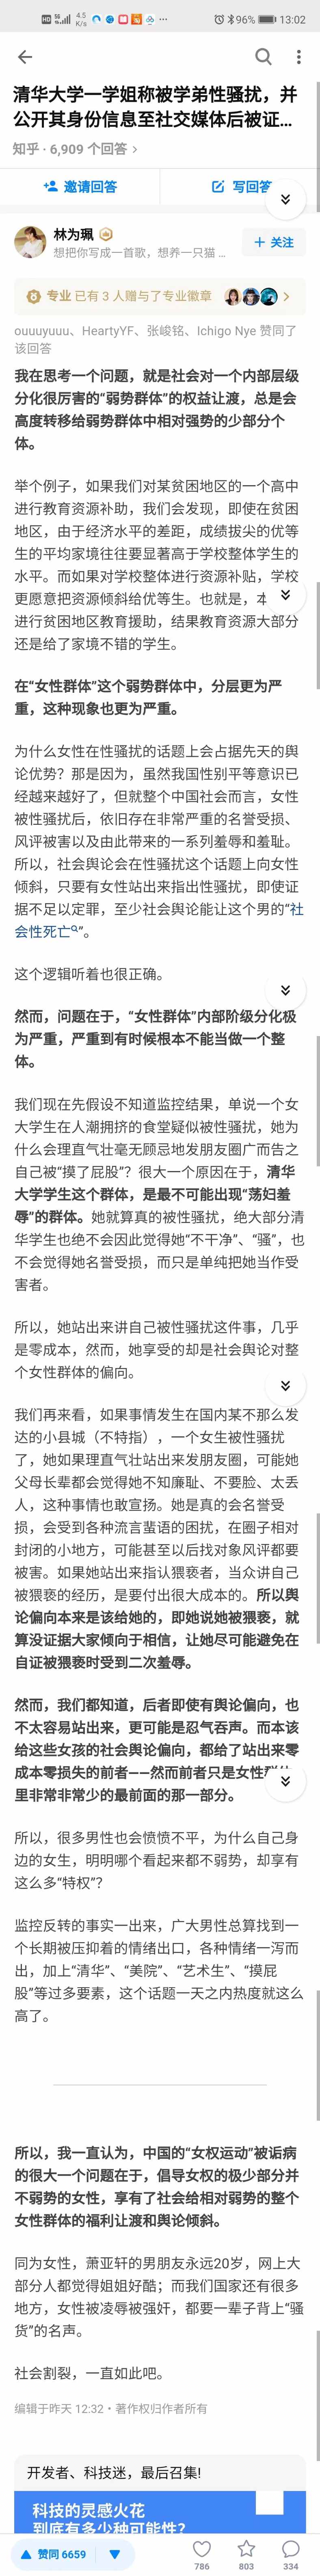 HD 5G 4.5 K/s ··· 96% 13:02
清华大学一学姐称被学弟性骚扰，并
公开其身份信息至社交媒体后被证...
知乎 · 6,909 个回答 >
邀请回答 写回答
林为珮
想把你写成一首歌，想养一只猫 ...
+ 关注
专业 已有 3 人赠与了专业徽章 >
ouuuyuuu、HeartyYF、张峻铭、Ichigo Nye 赞同了
该回答
我在思考一个问题，就是社会对一个内部层级
分化很厉害的“弱势群体”的权益让渡，总是会
高度转移给弱势群体中相对强势的少部分个
体。
举个例子，如果我们对某贫困地区的一个高中
进行教育资源补助，我们会发现，即使在贫困
地区，由于经济水平的差距，成绩拔尖的优等
生的平均家境往往要显著高于学校整体学生的
水平。而如果对学校整体进行资源补贴，学校
更愿意把资源倾斜给优等生。也就是，本
进行贫困地区教育援助，结果教育资源大部分
还是给了家境不错的学生。
在“女性群体”这个弱势群体中，分层更为严
重，这种现象也更为严重。
为什么女性在性骚扰的话题上会占据先天的舆
论优势？那是因为，虽然我国性别平等意识已
经越来越好了，但就整个中国社会而言，女性
被性骚扰后，依旧存在非常严重的名誉受损、
风评被害以及由此带来的一系列羞辱和羞耻。
所以，社会舆论会在性骚扰这个话题上向女性
倾斜，只要有女性站出来指出性骚扰，即使证
据不足以定罪，至少社会舆论能让这个男的“社
会性死亡”。
这个逻辑听着也很正确。
然而，问题在于，“女性群体”内部阶级分化极
为严重，严重到有时候根本不能当做一个整
体。
我们现在先假设不知道监控结果，单说一个女
大学生在人潮拥挤的食堂疑似被性骚扰，她为
什么会理直气壮毫无顾忌地发朋友圈广而告之
自己被“摸了屁股”？很大一个原因在于，清华
大学学生这个群体，是最不可能出现“荡妇羞
辱”的群体。她就算真的被性骚扰，绝大部分清
华学生也绝不会因此觉得她“不干净”、“骚”，也
不会觉得她名誉受损，而只是单纯把她当作受
害者。
所以，她站出来讲自己被性骚扰这件事，几乎
是零成本，然而，她享受的却是社会舆论对整
个女性群体的偏向。
我们再来看，如果事情发生在国内某不那么发
达的小县城（不特指），一个女生被性骚扰
了，她如果理直气壮站出来发朋友圈，可能她
父母长辈都会觉得她不知廉耻、不要脸、太丢
人，这种事情也敢宣扬。她是真的会名誉受
损，会受到各种流言蜚语的困扰，在圈子相对
封闭的小地方，可能甚至以后找对象风评都要
被害。如果她站出来指认猥亵者，当众讲自己
被猥亵的经历，是要付出很大成本的。所以舆
论偏向本来是该给她的，即她说她被猥亵，就
算没证据大家倾向于相信，让她尽可能避免在
自证被猥亵时受到二次羞辱。
然而，我们都知道，后者即使有舆论偏向，也
不太容易站出来，更可能是忍气吞声。而本该
给这些女孩的社会舆论偏向，都给了站出来零
成本零损失的前者——然而前者只是女性群体
里非常非常少的最前面的那一部分。
所以，很多男性也会愤愤不平，为什么自己身
边的女生，明明哪个看起来都不弱势，却享有
这么多“特权”？
监控反转的事实一出来，广大男性总算找到一
个长期被压抑着的情绪出口，各种情绪一泻而
出，加上“清华”、“美院”、“艺术生”、“摸屁
股”等过多要素，这个话题一天之内热度就这么
高了。
所以，我一直认为，中国的“女权运动”被诟病
的很大一个问题在于，倡导女权的极少部分并
不弱势的女性，享有了社会给相对弱势的整个
女性群体的福利让渡和舆论倾斜。
同为女性，萧亚轩的男朋友永远20岁，网上大
部分人都觉得姐姐好酷；而我们国家还有很多
地方，女性被凌辱被强奸，都要一辈子背上“骚
货”的名声。
社会割裂，一直如此吧。
编辑于昨天 12:32 · 著作权归作者所有
开发者、科技迷，最后召集!
科技的灵感火花
到底有多少种可能性？
赞同 6659 786 803 334